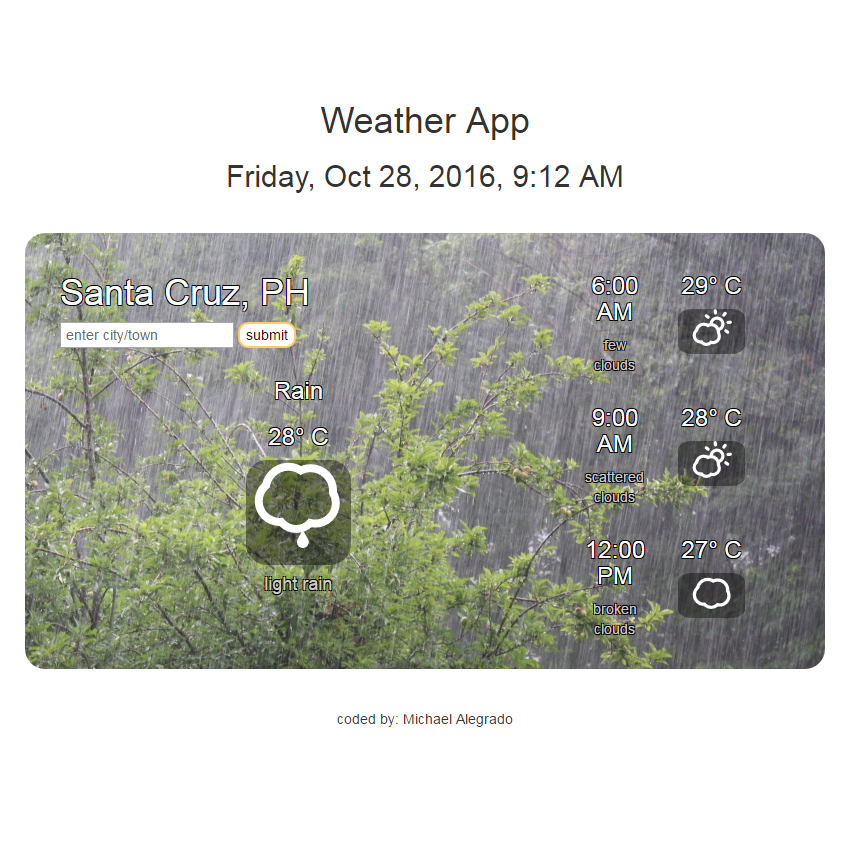 Weather App
Friday, Oct 28, 2016, 9:12 AM
Santa Cruz, PH
enter city/town
submit
Rain
28° C
light rain
6:00
AM
few
clouds
29° C
9:00
AM
scattered
clouds
28° C
12:00
PM
broken
clouds
27° C
coded by: Michael Alegrado